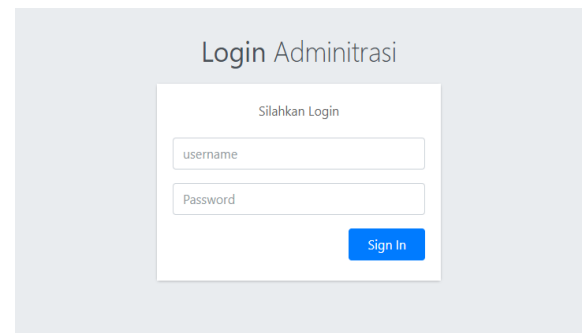 Login Adminitrasi
Silahkan Login
username
Password
Sign In